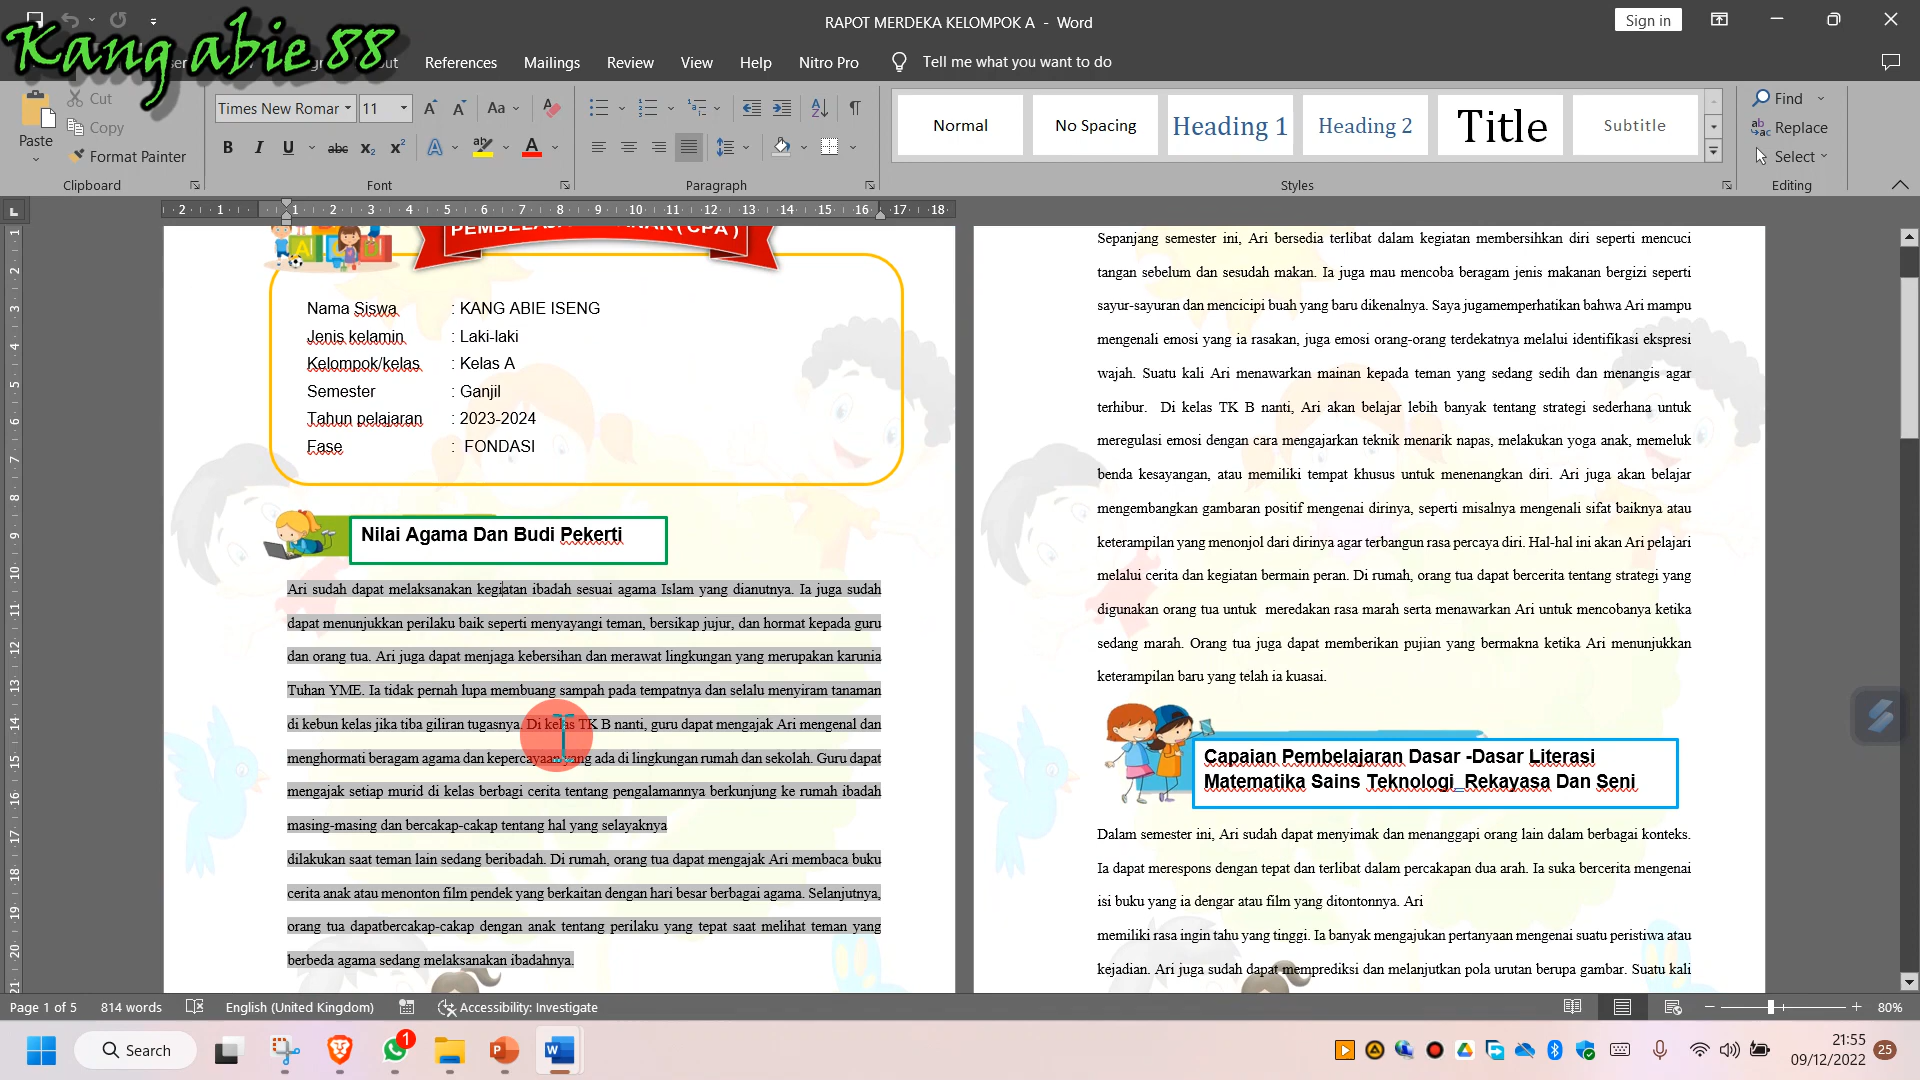 RAPOT MERDEKA KELOMPOK A - Word
Sign in
Kang abie 88
References Mailings Review View Help Nitro Pro Tell me what you want to do
Paste
Cut
Copy
Format Painter
Clipboard
Times New Romar 11
Font
Paragraph
Normal
No Spacing
Heading 1
Heading 2
Title
Subtitle
Styles
Find
Replace
Select
Editing
Nama Siswa : KANG ABIE ISENG
Jenis kelamin : Laki-laki
Kelompok/kelas : Kelas A
Semester : Ganjil
Tahun pelajaran : 2023-2024
Fase : FONDASI
Nilai Agama Dan Budi Pekerti
Ari sudah dapat melaksanakan kegiatan ibadah sesuai agama Islam yang dianutnya. Ia juga sudah
dapat menunjukkan perilaku baik seperti menyayangi teman, bersikap jujur, dan hormat kepada guru
dan orang tua. Ari juga dapat menjaga kebersihan dan merawat lingkungan yang merupakan karunia
Tuhan YME. Ia tidak pernah lupa membuang sampah pada tempatnya dan selalu menyiram tanaman
di kebun kelas jika tiba giliran tugasnya. Di kelas TK B nanti, guru dapat mengajak Ari mengenal dan
menghormati beragam agama dan kepercayaan yang ada di lingkungan rumah dan sekolah. Guru dapat
mengajak setiap murid di kelas berbagi cerita tentang pengalamannya berkunjung ke rumah ibadah
masing-masing dan bercakap-cakap tentang hal yang selayaknya
dilakukan saat teman lain sedang beribadah. Di rumah, orang tua dapat mengajak Ari membaca buku
cerita anak atau menonton film pendek yang berkaitan dengan hari besar berbagai agama. Selanjutnya,
orang tua dapatbercakap-cakap dengan anak tentang perilaku yang tepat saat melihat teman yang
berbeda agama sedang melaksanakan ibadahnya.
Sepanjang semester ini, Ari bersedia terlibat dalam kegiatan membersihkan diri seperti mencuci
tangan sebelum dan sesudah makan. Ia juga mau mencoba beragam jenis makanan bergizi seperti
sayur-sayuran dan mencicipi buah yang baru dikenalnya. Saya jugamemperhatikan bahwa Ari mampu
mengenali emosi yang ia rasakan, juga emosi orang-orang terdekatnya melalui identifikasi ekspresi
wajah. Suatu kali Ari menawarkan mainan kepada teman yang sedang sedih dan menangis agar
terhibur. Di kelas TK B nanti, Ari akan belajar lebih banyak tentang strategi sederhana untuk
meregulasi emosi dengan cara mengajarkan teknik menarik napas, melakukan yoga anak, memeluk
benda kesayangan, atau memiliki tempat khusus untuk menenangkan diri. Ari juga akan belajar
mengembangkan gambaran positif mengenai dirinya, seperti misalnya mengenali sifat baiknya atau
keterampilan yang menonjol dari dirinya agar terbangun rasa percaya diri. Hal-hal ini akan Ari pelajari
melalui cerita dan kegiatan bermain peran. Di rumah, orang tua dapat bercerita tentang strategi yang
digunakan orang tua untuk meredakan rasa marah serta menawarkan Ari untuk mencobanya ketika
sedang marah. Orang tua juga dapat memberikan pujian yang bermakna ketika Ari menunjukkan
keterampilan baru yang telah ia kuasai.
Capaian Pembelajaran Dasar -Dasar Literasi
Matematika Sains Teknologi Rekayasa Dan Seni
Dalam semester ini, Ari sudah dapat menyimak dan menanggapi orang lain dalam berbagai konteks.
Ia dapat merespons dengan tepat dan terlibat dalam percakapan dua arah. Ia suka bercerita mengenai
isi buku yang ia dengar atau film yang ditontonnya. Ari
memiliki rasa ingin tahu yang tinggi. Ia banyak mengajukan pertanyaan mengenai suatu peristiwa atau
kejadian. Ari juga sudah dapat memprediksi dan melanjutkan pola urutan berupa gambar. Suatu kali
Page 1 of 5 814 words English (United Kingdom) Accessibility: Investigate 80%
Search
1
21:55
09/12/2022
25